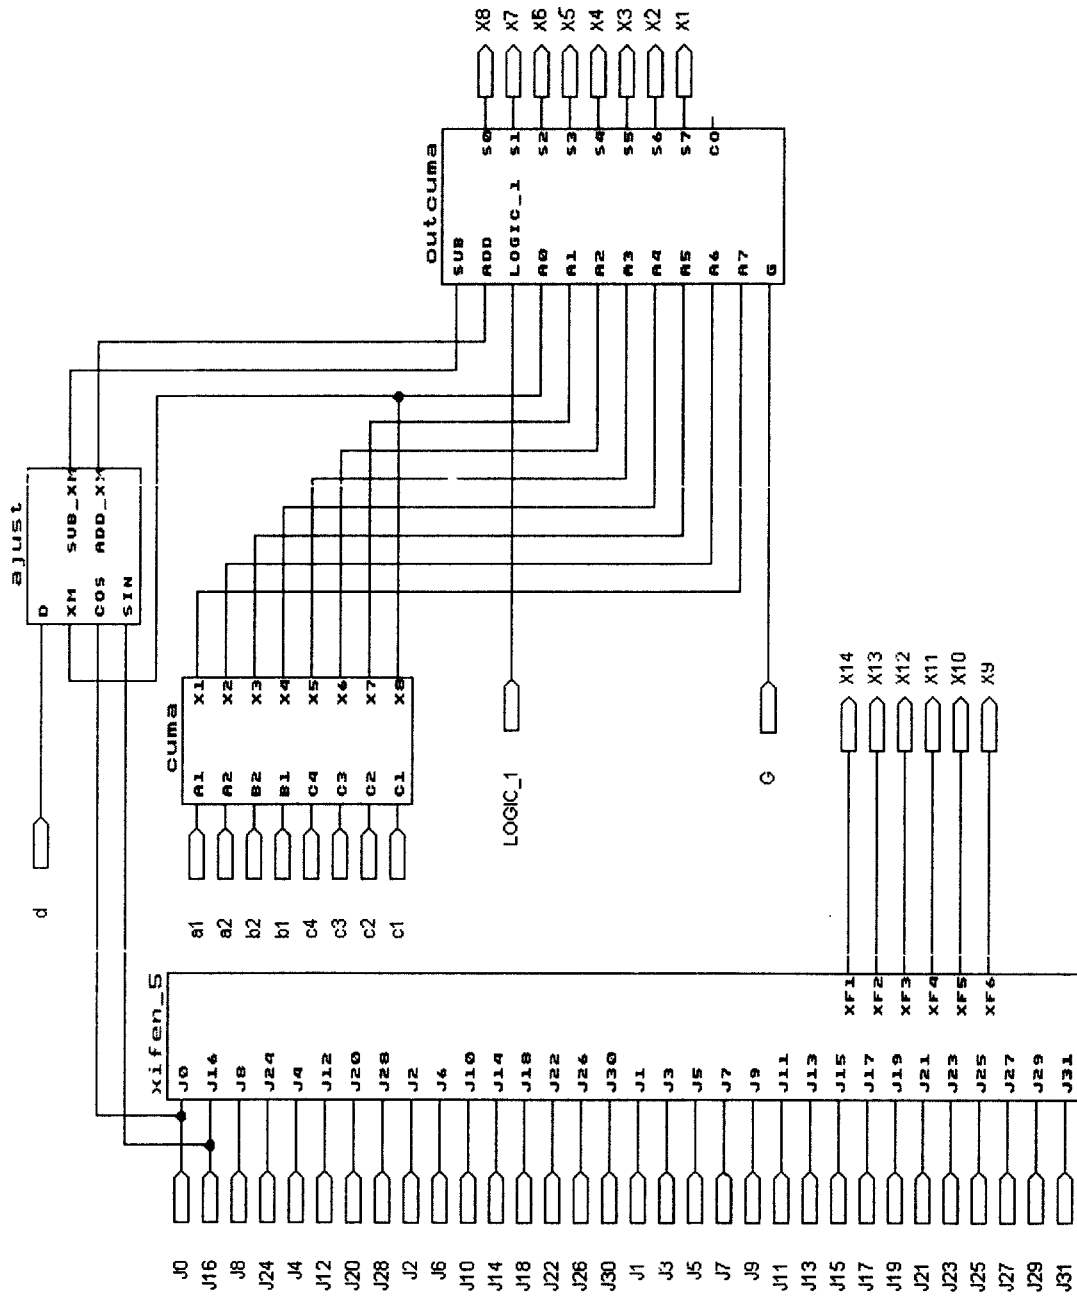 ajust
D
XM
SUB_XM
COS
ADD_XM
SIN
d
cuma
A1
X1
A2
X2
B2
X3
B1
X4
C4
X5
C3
X6
C2
X7
C1
X8
a1
a2
b2
b1
c4
c3
c2
c1
outcuma
SUB
ADD
S0
LOGIC_1
S1
A0
S2
A1
S3
A2
S4
A3
S5
A4
S6
A5
S7
A6
CO
A7
G
X8
X7
X6
X5
X4
X3
X2
X1
LOGIC_1
G
xifen_5
J0
J16
J8
J24
J4
J12
J20
J28
J2
J6
J10
J14
J18
J22
J26
J30
J1
J3
J5
J7
J9
J11
J13
J15
J17
J19
J21
J23
J25
J27
J29
J31
XF1
XF2
XF3
XF4
XF5
XF6
X14
X13
X12
X11
X10
X9
J0
J16
J8
J24
J4
J12
J20
J28
J2
J6
J10
J14
J18
J22
J26
J30
J1
J3
J5
J7
J9
J11
J13
J15
J17
J19
J21
J23
J25
J27
J29
J31